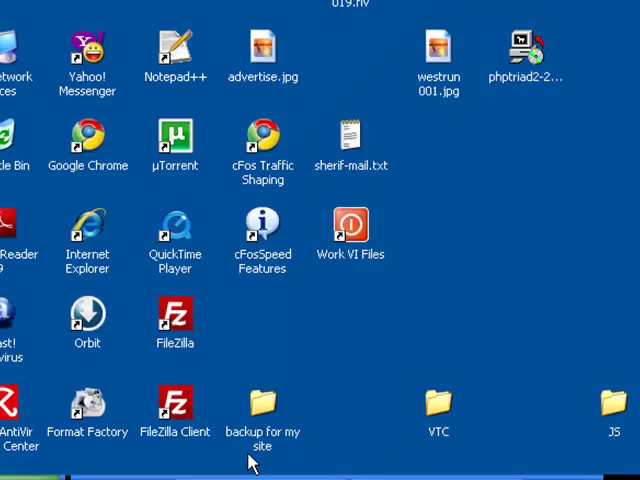 019.flv
etwork
ces
Yahoo!
Messenger
Notepad++
advertise.jpg
westrun
001.jpg
phptriad2-2...
cle Bin
Google Chrome
µTorrent
cFos Traffic
Shaping
sherif-mail.txt
Reader
9
Internet
Explorer
QuickTime
Player
cFosSpeed
Features
Work VI Files
ast!
virus
Orbit
FileZilla
AntiVir
Center
Format Factory
FileZilla Client
backup for my
site
VTC
JS